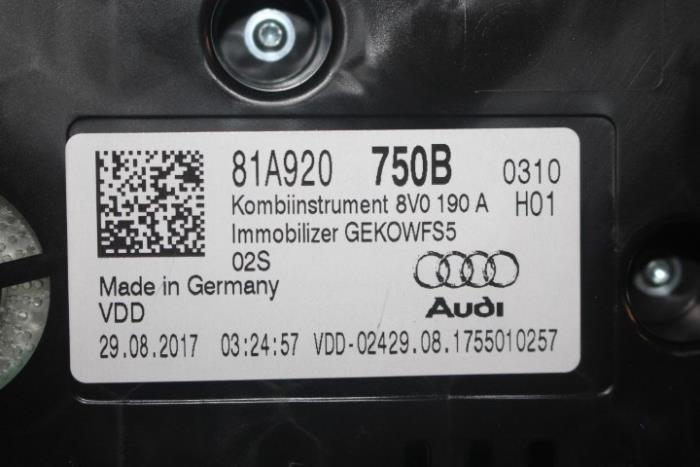 81A920 750B 0310
Kombiinstrument 8V0 190 A H01
Immobilizer GEKOWFS5
02S
Made in Germany
VDD
Audi
29.08.2017 03:24:57 VDD-02429.08.1755010257